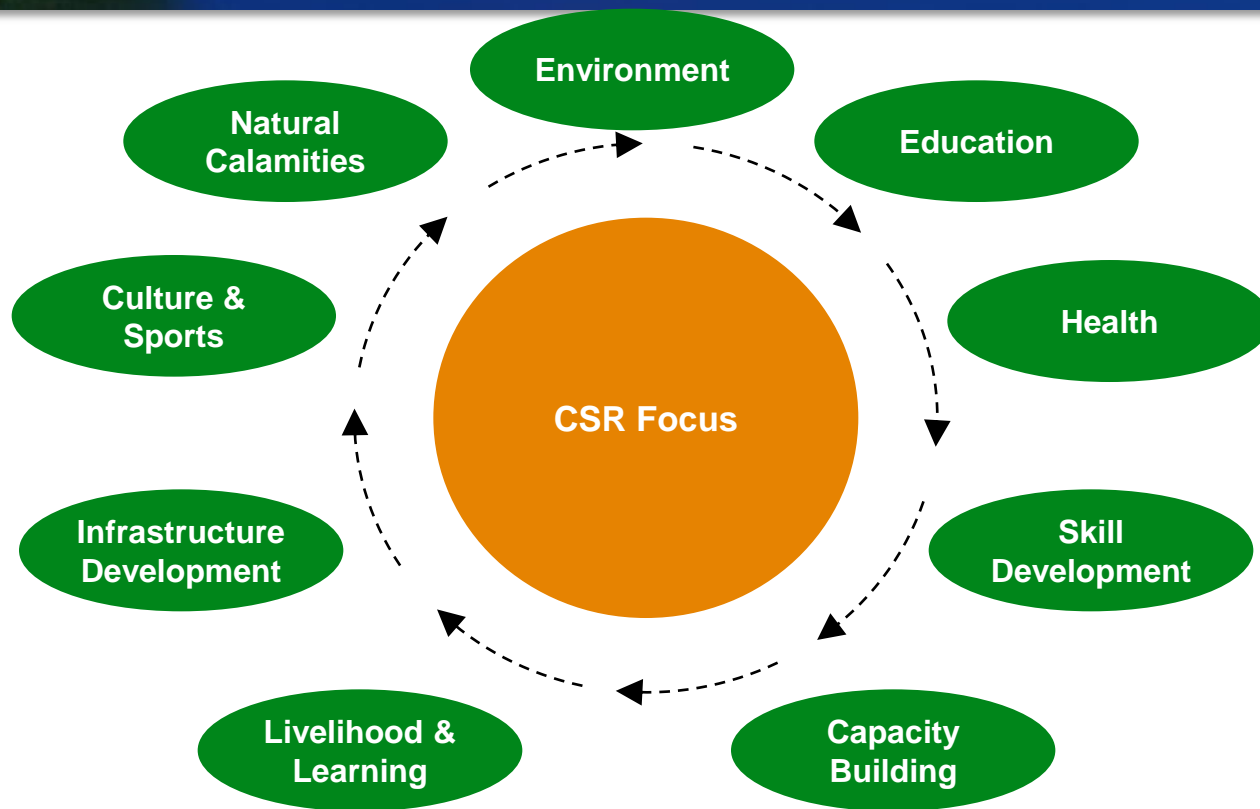 Environment
Education
Health
Skill
Development
Capacity
Building
Livelihood &
Learning
Infrastructure
Development
Culture &
Sports
Natural
Calamities
CSR Focus